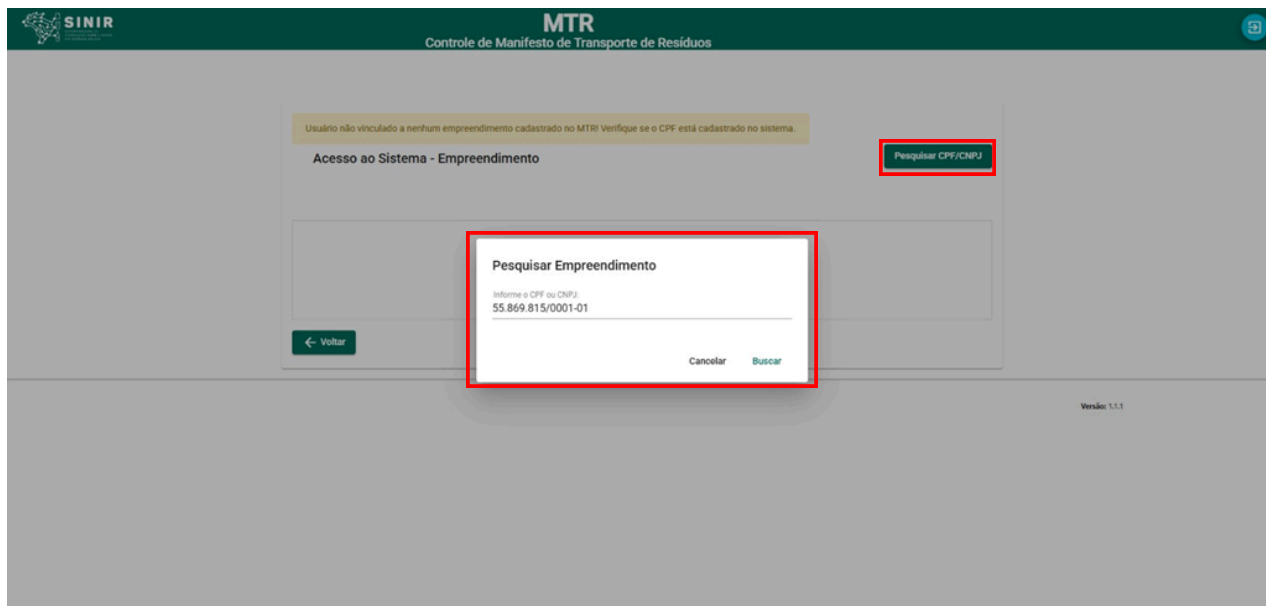 SINIR
MTR
Controle de Manifesto de Transporte de Resíduos
Usuário não vinculado a nenhum empreendimento cadastrado no MTR! Verifique se o CPF está cadastrado no sistema.
Acesso ao Sistema - Empreendimento
Pesquisar CPF/CNPJ
Pesquisar Empreendimento
Informe o CPF ou CNPJ:
55.869.815/0001-01
Cancelar
Buscar
Voltar
Versão: 1.1.1